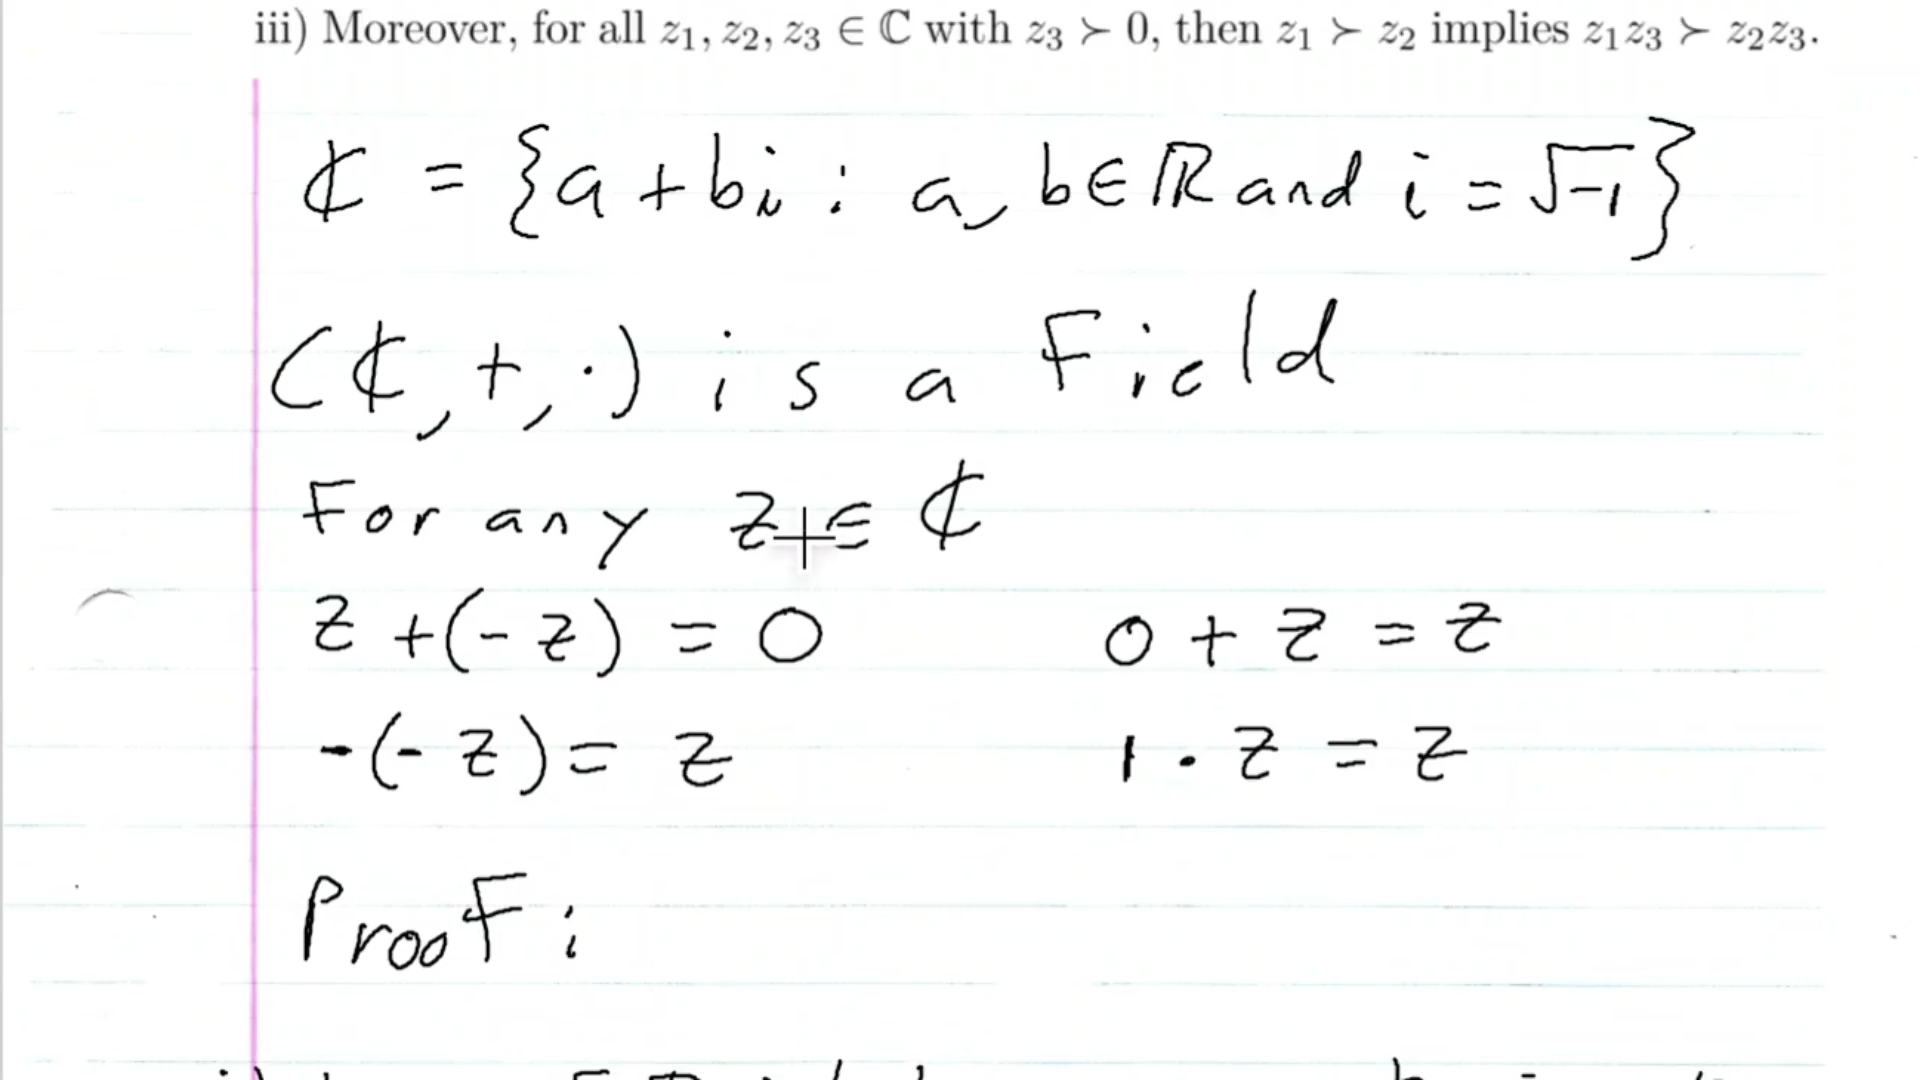 iii) Moreover, for all z₁, z₂, z₃ ∈ ℂ with z₃ ≻ 0, then z₁ ≻ z₂ implies z₁z₃ ≻ z₂z₃.
ℂ = {a + bi : a, b ∈ ℝ and i = √-1}
(ℂ, +, ·) is a Field
For any z ∈ ℂ
z + (-z) = 0 0 + z = z
-(-z) = z 1 · z = z
Proof: